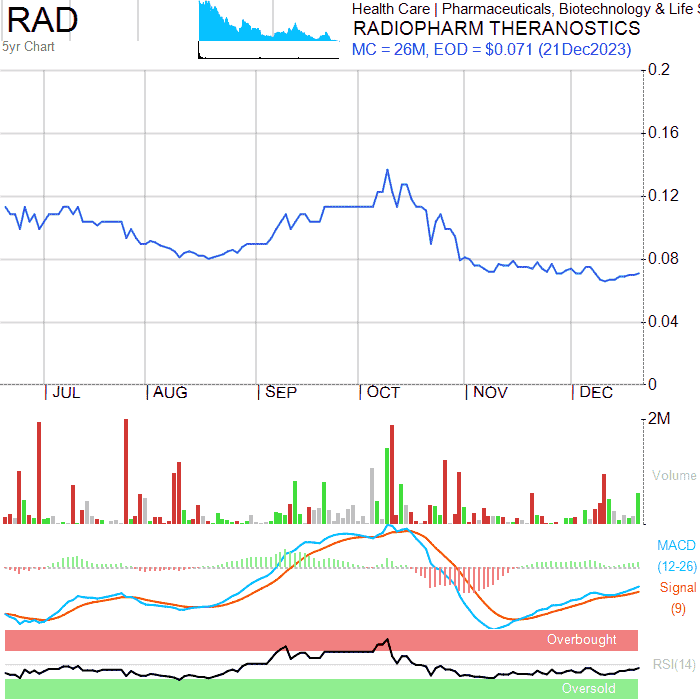 RAD
5yr Chart
Health Care | Pharmaceuticals, Biotechnology & Life S
RADIOPHARM THERANOSTICS
MC = 26M, EOD = $0.071 (21Dec2023)
0.2
0.16
0.12
0.08
0.04
0
JUL AUG SEP OCT NOV DEC
2M
Volume
MACD
(12-26)
Signal
(9)
Overbought
RSI(14)
Oversold